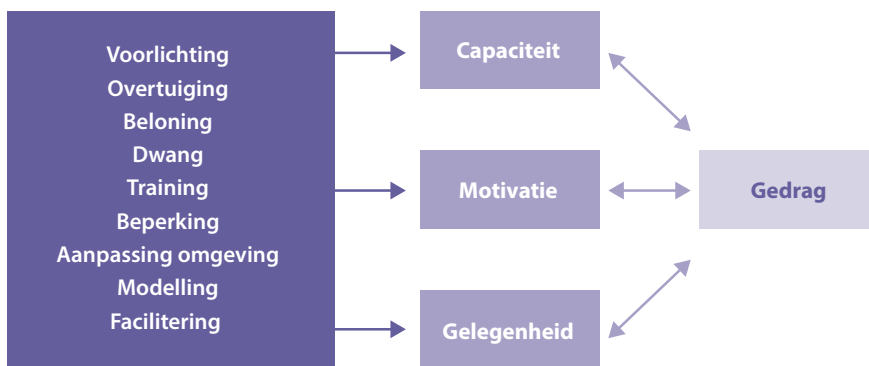 Voorlichting
Overtuiging
Beloning
Dwang
Training
Beperking
Aanpassing omgeving
Modelling
Facilitering
Capaciteit
Motivatie
Gelegenheid
Gedrag